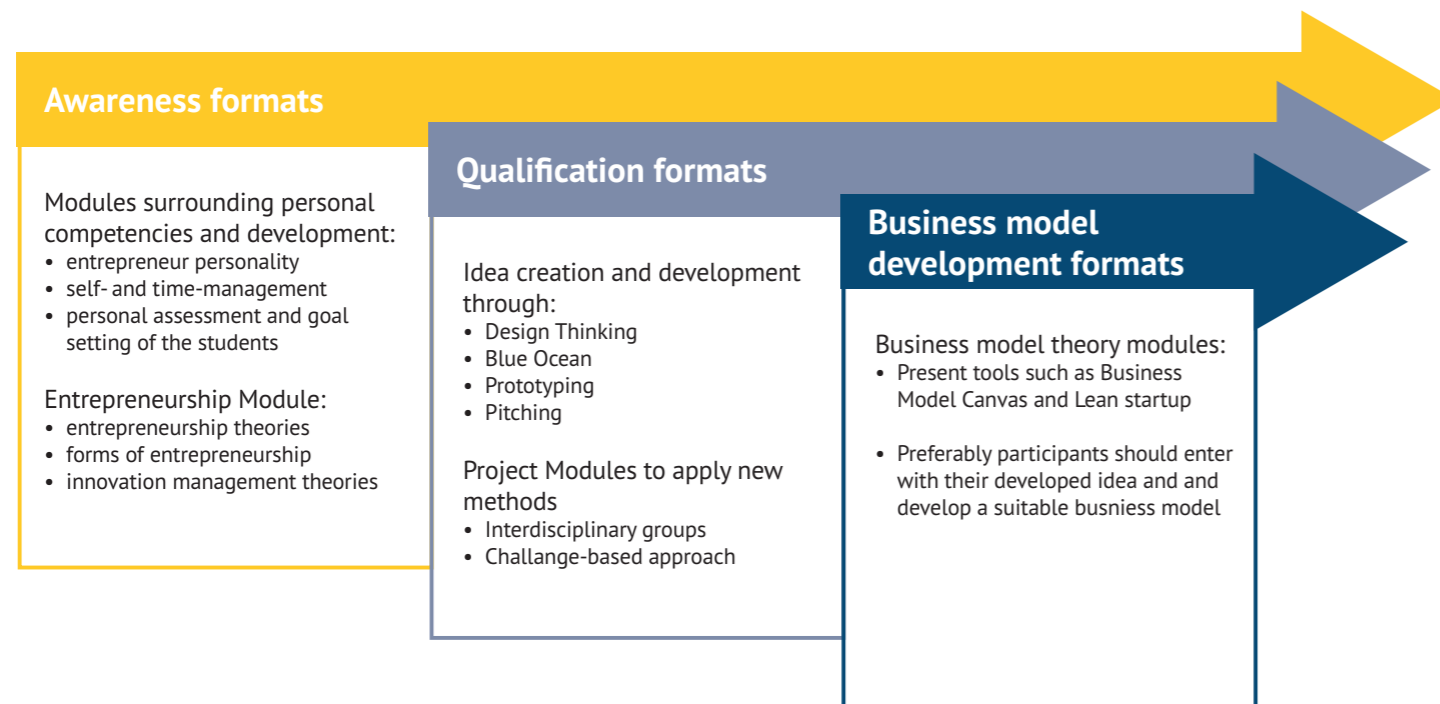 Awareness formats
Modules surrounding personal
competencies and development:
• entrepreneur personality
• self- and time-management
• personal assessment and goal
setting of the students
Entrepreneurship Module:
• entrepreneurship theories
• forms of entrepreneurship
• innovation management theories
Qualification formats
Idea creation and development
through:
• Design Thinking
• Blue Ocean
• Prototyping
• Pitching
Project Modules to apply new
methods
• Interdisciplinary groups
• Challange-based approach
Business model
development formats
Business model theory modules:
• Present tools such as Business
Model Canvas and Lean startup
• Preferably participants should enter
with their developed idea and and
develop a suitable busniess model